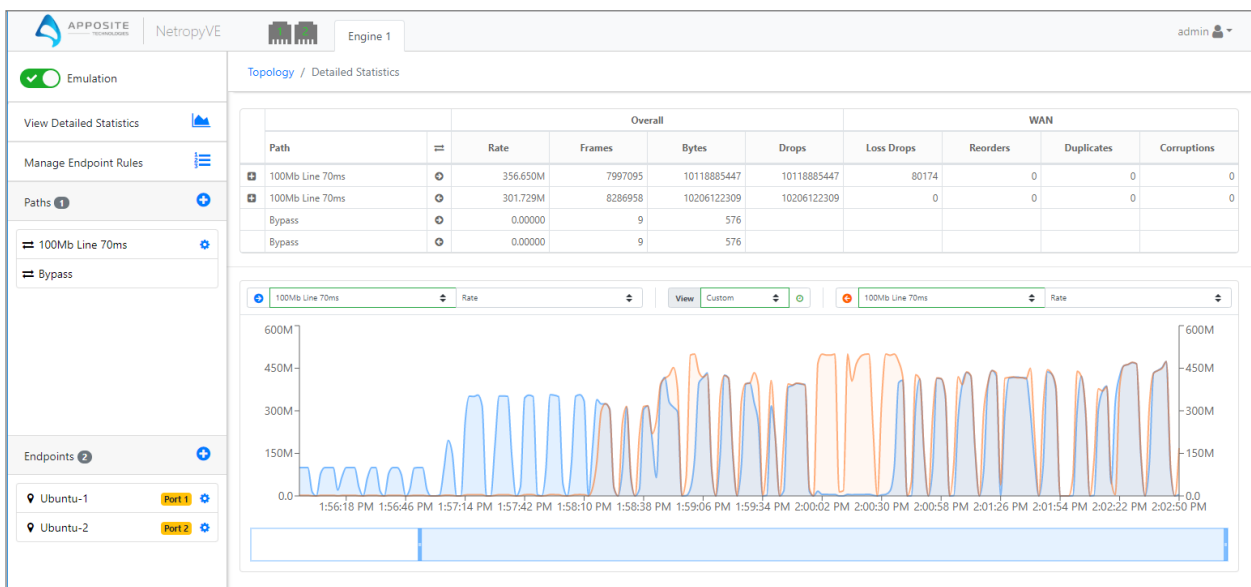 APPOSITE
TECHNOLOGIES
NetropyVE
1 2
Engine 1
admin
Emulation
Topology / Detailed Statistics
View Detailed Statistics
Manage Endpoint Rules
Paths 1
100Mb Line 70ms
Bypass
Endpoints 2
Ubuntu-1 Port 1
Ubuntu-2 Port 2
Overall WAN
Path Rate Frames Bytes Drops Loss Drops Reorders Duplicates Corruptions
100Mb Line 70ms 356.650M 7997095 10118885447 10118885447 80174 0 0 0
100Mb Line 70ms 301.729M 8286958 10206122309 10206122309 0 0 0 0
Bypass 0.00000 9 576
Bypass 0.00000 9 576
100Mb Line 70ms Rate View Custom 100Mb Line 70ms Rate
600M 600M
450M 450M
300M 300M
150M 150M
0.0 0.0
1:56:18 PM 1:56:46 PM 1:57:14 PM 1:57:42 PM 1:58:10 PM 1:58:38 PM 1:59:06 PM 1:59:34 PM 2:00:02 PM 2:00:30 PM 2:00:58 PM 2:01:26 PM 2:01:54 PM 2:02:22 PM 2:02:50 PM